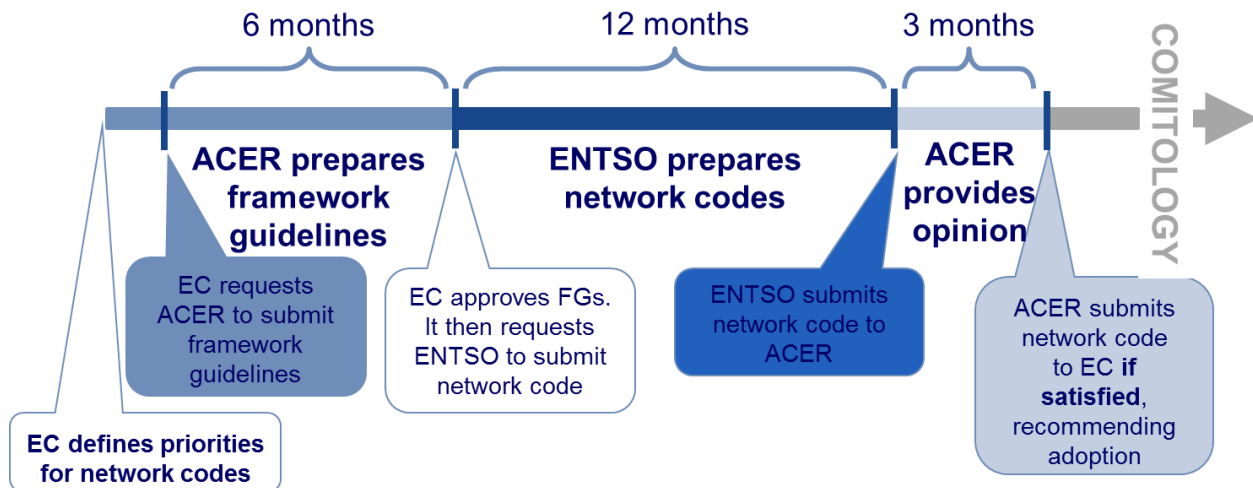 6 months
12 months
3 months
COMITOLOGY
ACER prepares
framework
guidelines
ENTSO prepares
network codes
ACER
provides
opinion
EC requests
ACER to submit
framework
guidelines
EC approves FGs.
It then requests
ENTSO to submit
network code
ENTSO submits
network code to
ACER
ACER submits
network code
to EC if
satisfied,
recommending
adoption
EC defines priorities
for network codes